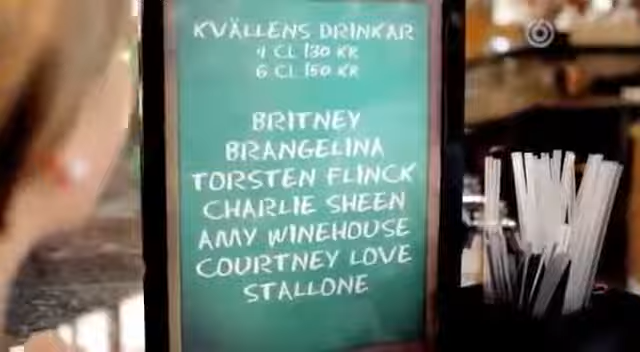 KVÄLLENS DRINKAR
4 CL 130 KR
6 CL 150 KR
BRITNEY
BRANGELINA
TORSTEN FLINCK
CHARLIE SHEEN
AMY WINEHOUSE
COURTNEY LOVE
STALLONE